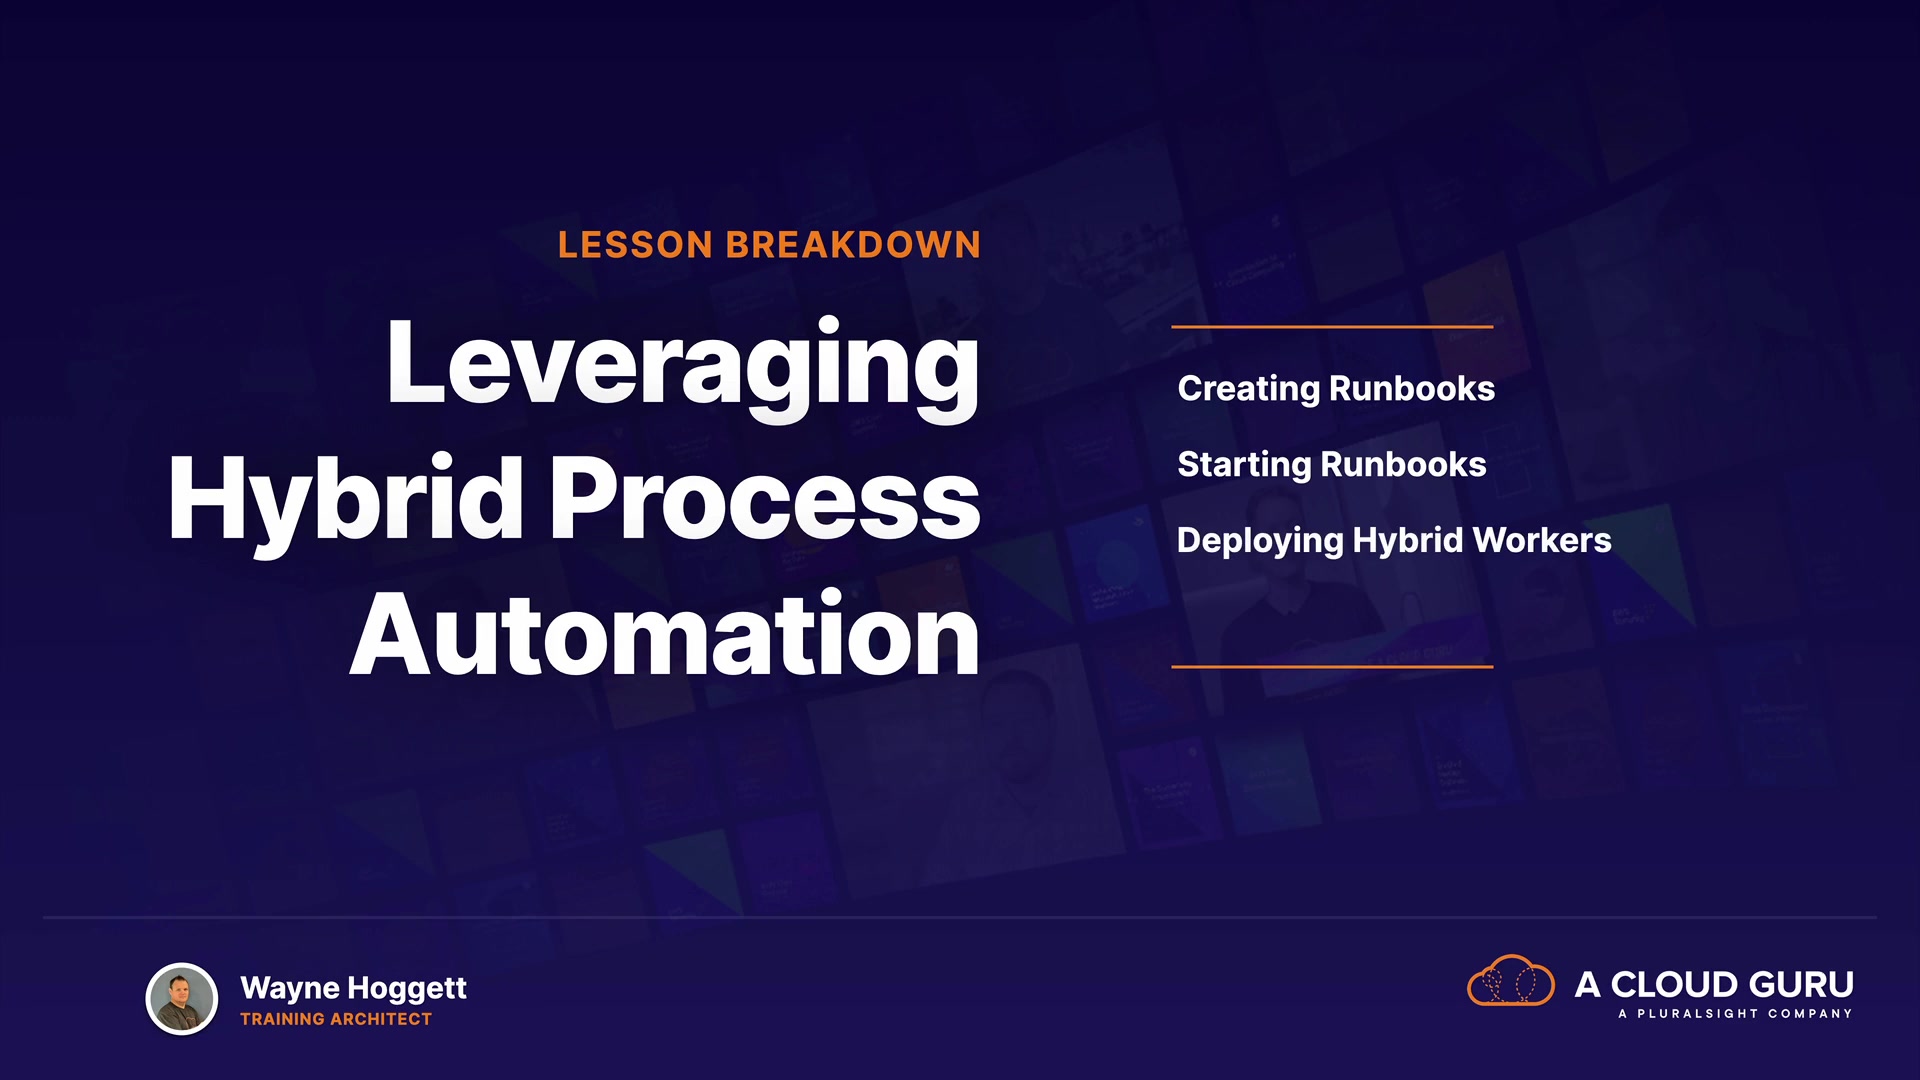 LESSON BREAKDOWN
Leveraging
Hybrid Process
Automation
Creating Runbooks
Starting Runbooks
Deploying Hybrid Workers
Wayne Hoggett
TRAINING ARCHITECT
A CLOUD GURU
A PLURALSIGHT COMPANY